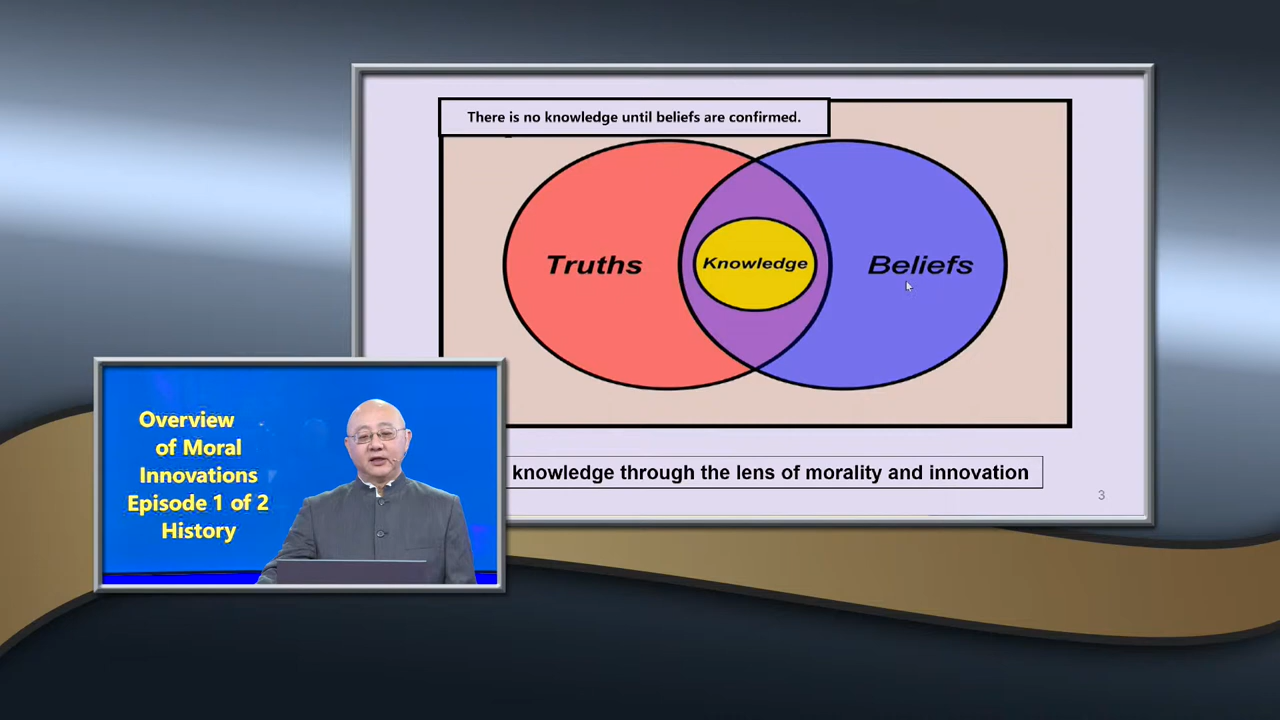 There is no knowledge until beliefs are confirmed.
Truths
Knowledge
Beliefs
knowledge through the lens of morality and innovation
3
Overview
of Moral
Innovations
Episode 1 of 2
History